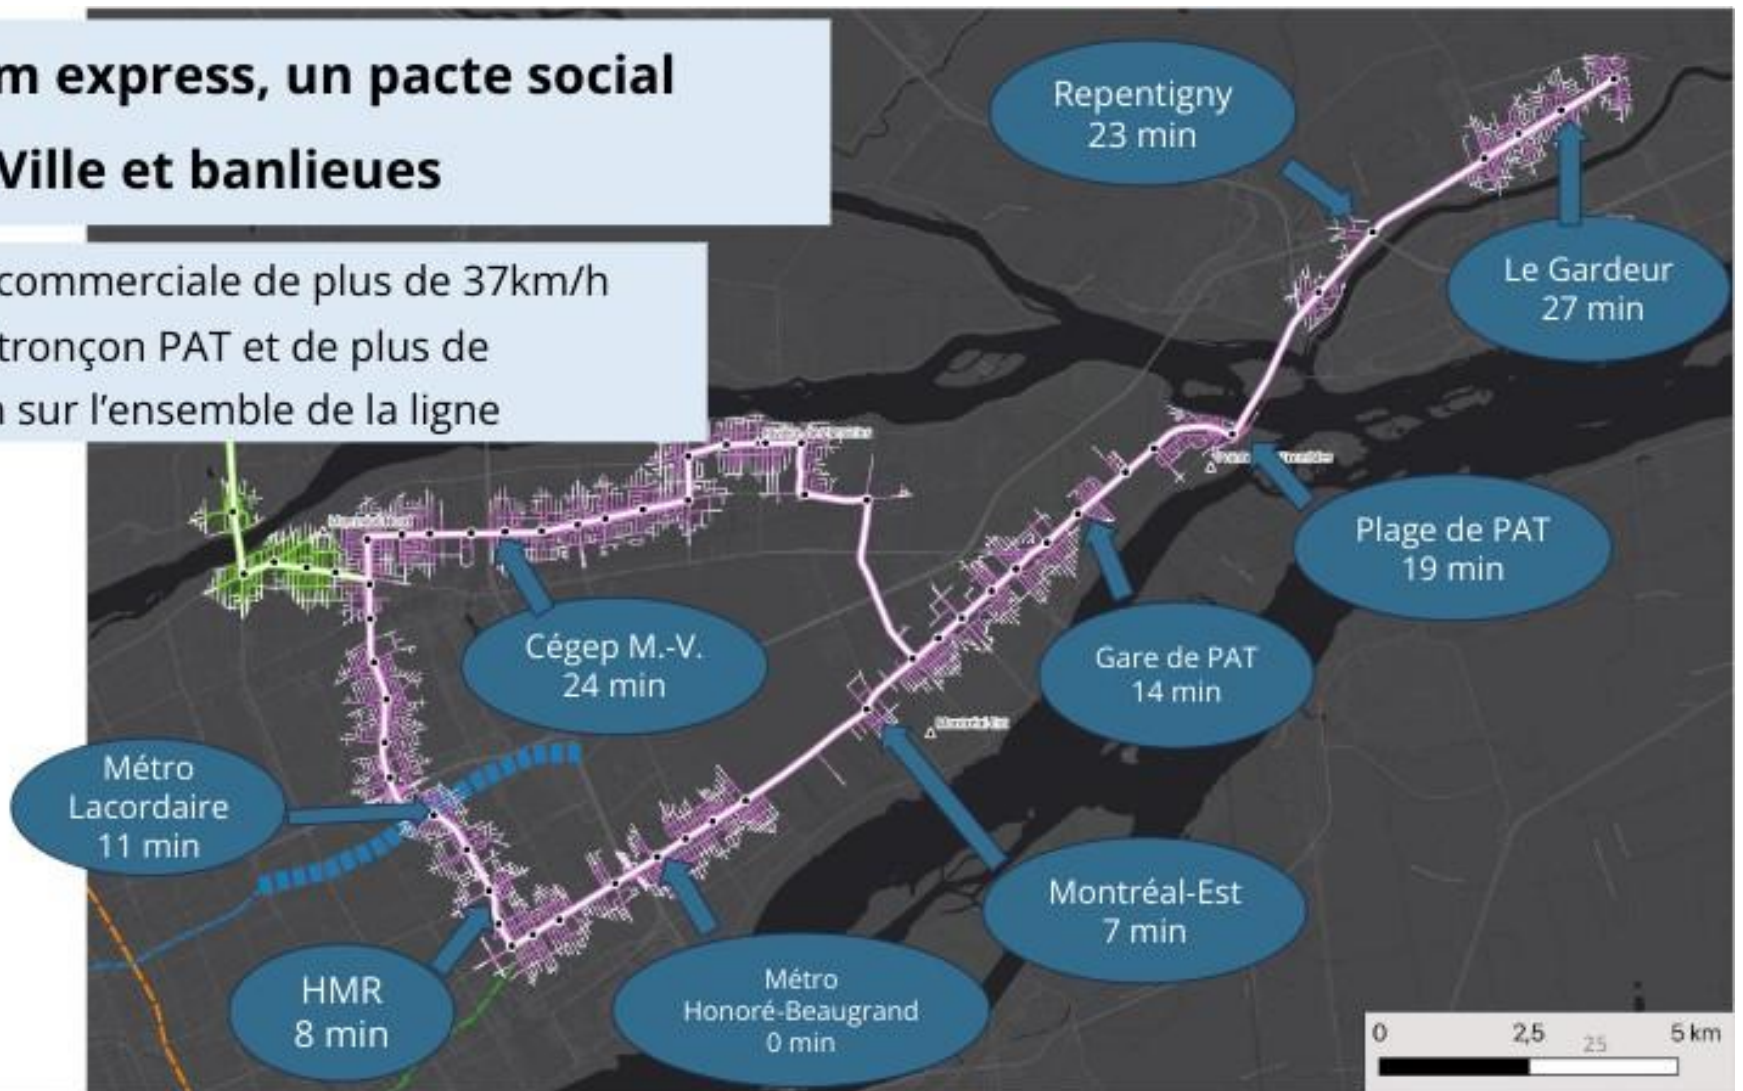 m express, un pacte social
Ville et banlieues
commerciale de plus de 37km/h
tronçon PAT et de plus de
sur l'ensemble de la ligne
Repentigny
23 min
Le Gardeur
27 min
Plage de PAT
19 min
Gare de PAT
14 min
Cégep M.-V.
24 min
Métro
Lacordaire
11 min
Montréal-Est
Montréal-Est
7 min
HMR
8 min
Métro
Honoré-Beaugrand
0 min
0 2,5 5 km
25